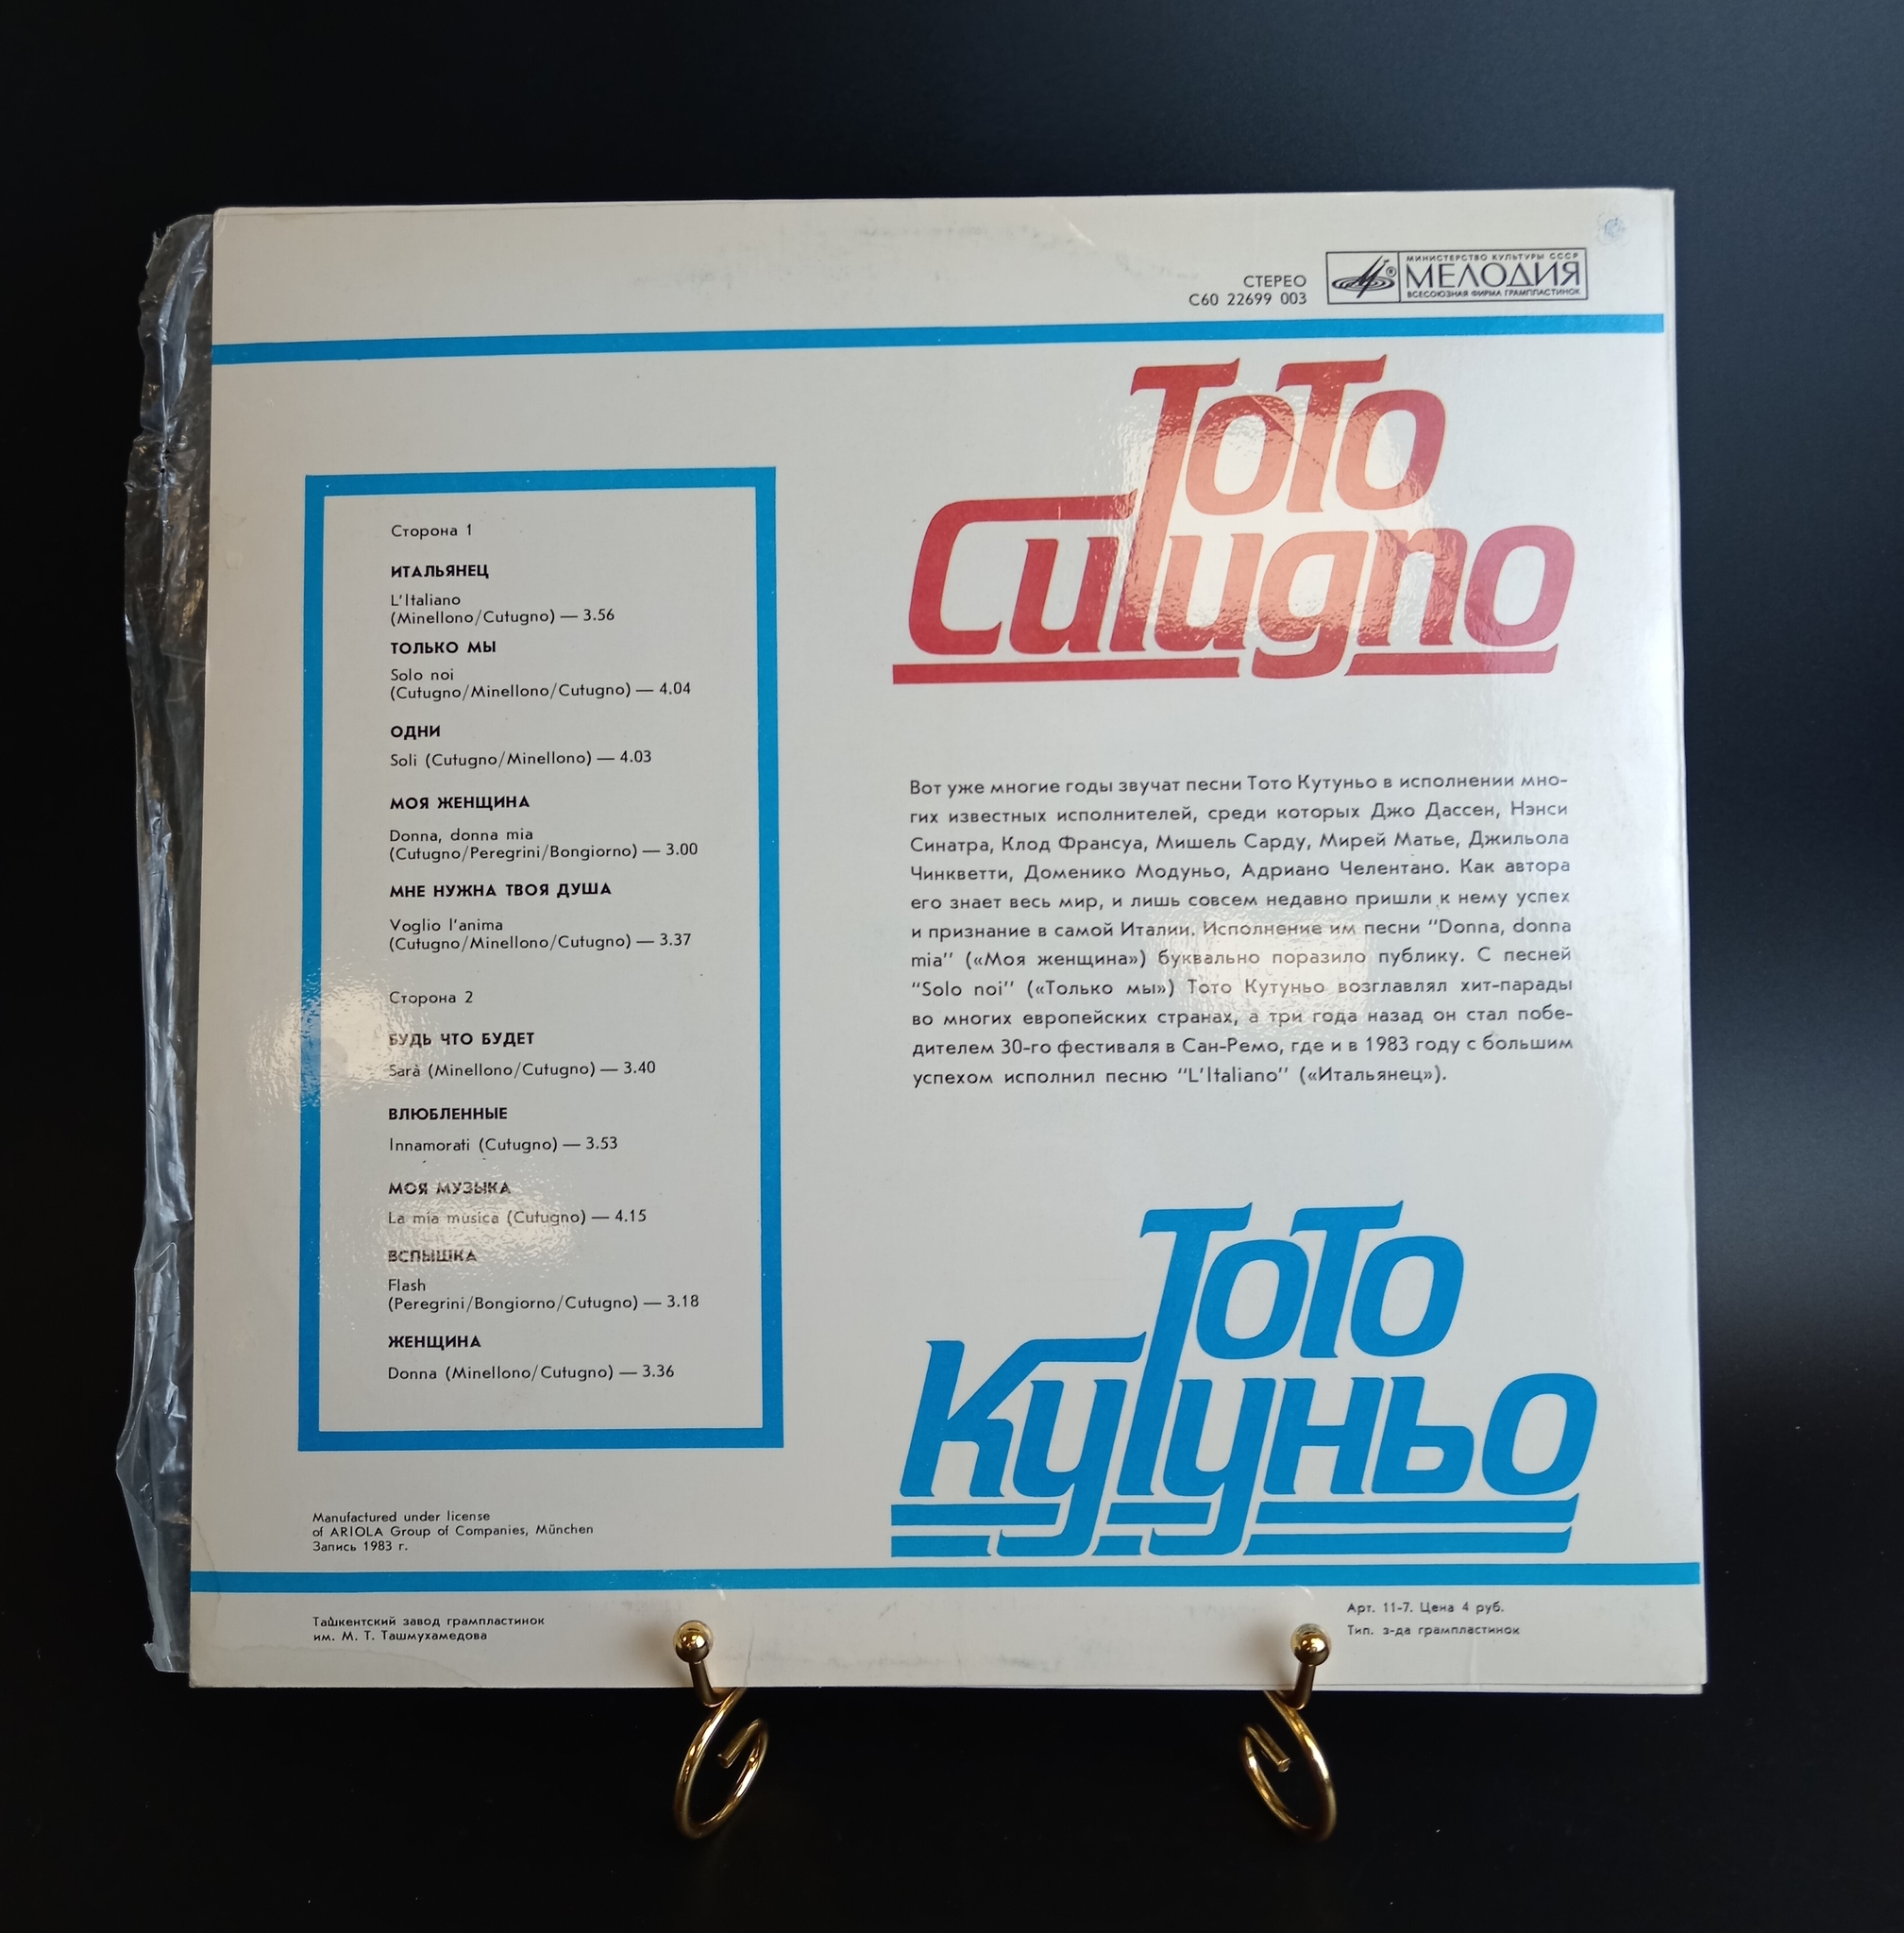 СТЕРЕО
С60 22699 003
МИНИСТЕРСТВО КУЛЬТУРЫ СССР
МЕЛОДИЯ
ВСЕСОЮЗНАЯ ФИРМА ГРАМПЛАСТИНОК
ToTo
Cutugno
Сторона 1
ИТАЛЬЯНЕЦ
L'Italiano
(Minellono/Cutugno) — 3.56
ТОЛЬКО МЫ
Solo noi
(Cutugno/Minellono/Cutugno) — 4.04
ОДНИ
Soli (Cutugno/Minellono) — 4.03
МОЯ ЖЕНЩИНА
Donna, donna mia
(Cutugno/Peregrini/Bongiorno) — 3.00
МНЕ НУЖНА ТВОЯ ДУША
Voglio l'anima
(Cutugno/Minellono/Cutugno) — 3.37
Сторона 2
БУДЬ ЧТО БУДЕТ
Sarà (Minellono/Cutugno) — 3.40
ВЛЮБЛЕННЫЕ
Innamorati (Cutugno) — 3.53
МОЯ МУЗЫКА
La mia musica (Cutugno) — 4.15
ВСПЫШКА
Flash
(Peregrini/Bongiorno/Cutugno) — 3.18
ЖЕНЩИНА
Donna (Minellono/Cutugno) — 3.36
Вот уже многие годы звучат песни Тото Кутуньо в исполнении мно-
гих известных исполнителей, среди которых Джо Дассен, Нэнси
Синатра, Клод Франсуа, Мишель Сарду, Мирей Матье, Джильола
Чинкветти, Доменико Модуньо, Адриано Челентано. Как автора
его знает весь мир, и лишь совсем недавно пришли к нему успех
и признание в самой Италии. Исполнение им песни "Donna, donna
mia" («Моя женщина») буквально поразило публику. С песней
"Solo noi" («Только мы») Тото Кутуньо возглавлял хит-парады
во многих европейских странах, а три года назад он стал побе-
дителем 30-го фестиваля в Сан-Ремо, где и в 1983 году с большим
успехом исполнил песню "L'Italiano" («Итальянец»).
ТоТо
Кутуньо
Manufactured under license
of ARIOLA Group of Companies, München
Запись 1983 г.
Ташкентский завод грампластинок
им. М. Т. Ташмухамедова
Арт. 11-7. Цена 4 руб.
Тип. з-да грампластинок